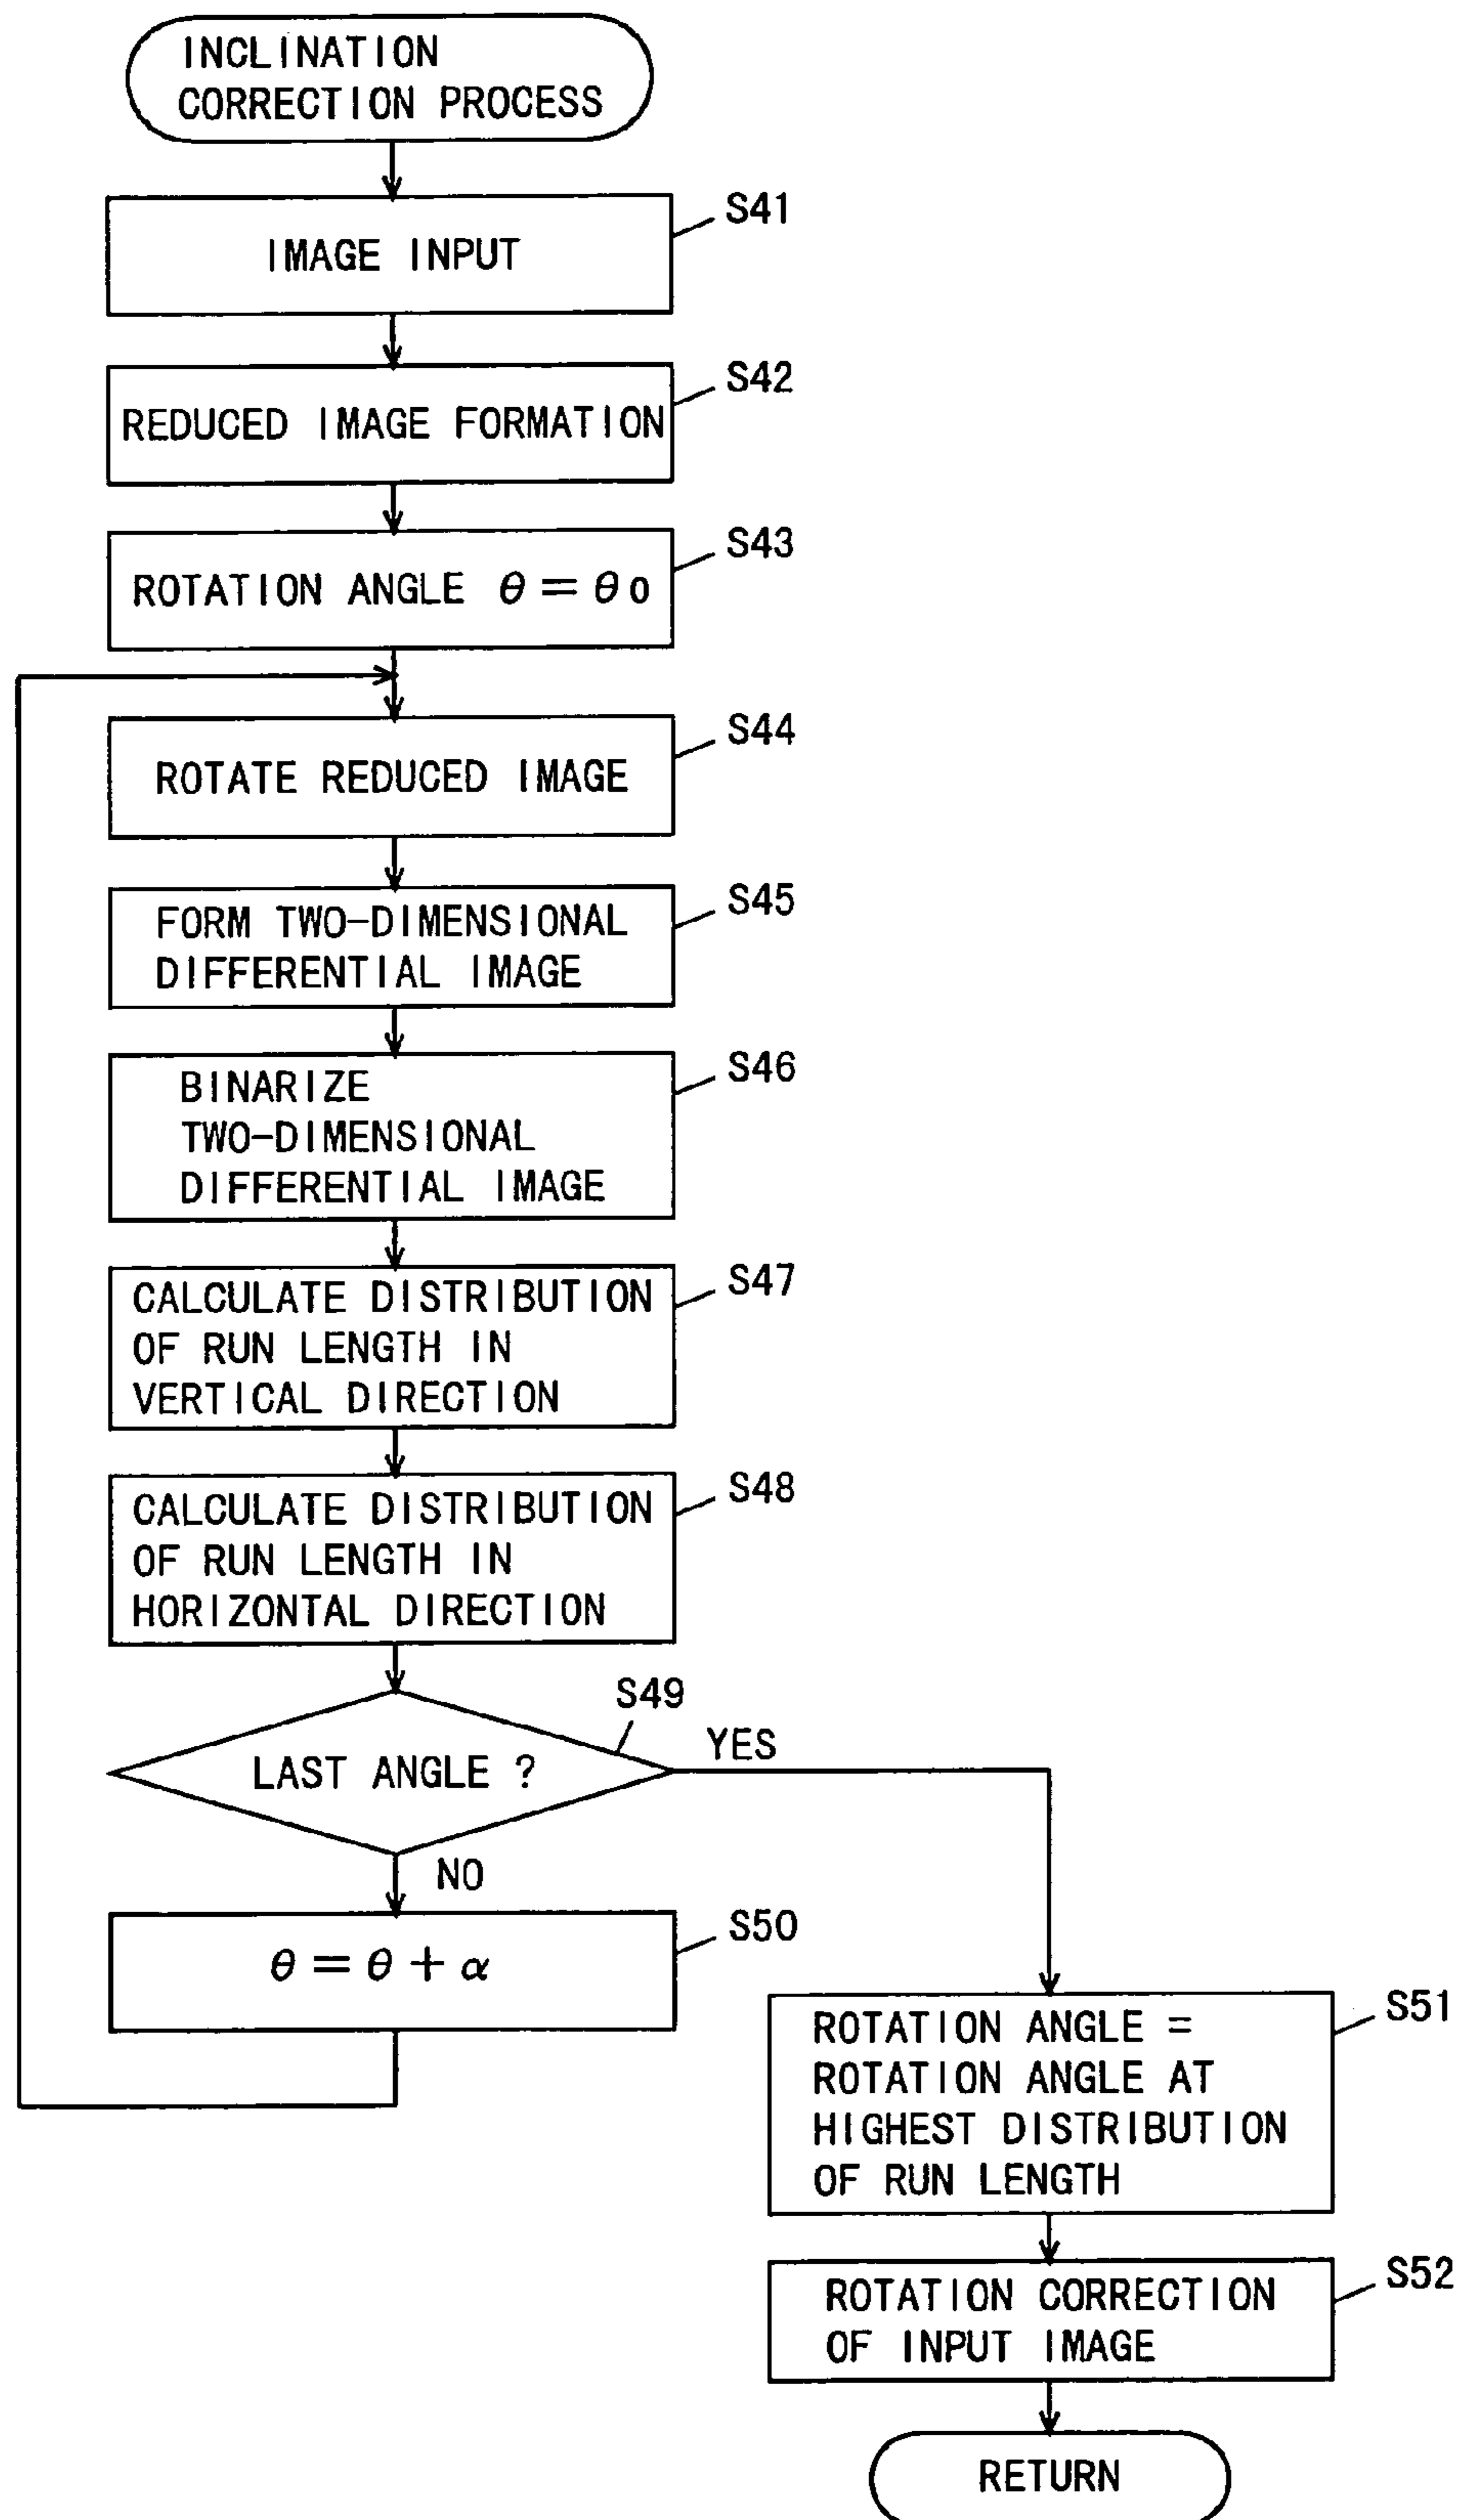 INCLINATION
CORRECTION PROCESS
S41
IMAGE INPUT
S42
REDUCED IMAGE FORMATION
S43
ROTATION ANGLE θ = θ0
S44
ROTATE REDUCED IMAGE
S45
FORM TWO-DIMENSIONAL
DIFFERENTIAL IMAGE
S46
BINARIZE
TWO-DIMENSIONAL
DIFFERENTIAL IMAGE
S47
CALCULATE DISTRIBUTION
OF RUN LENGTH IN
VERTICAL DIRECTION
S48
CALCULATE DISTRIBUTION
OF RUN LENGTH IN
HORIZONTAL DIRECTION
S49
LAST ANGLE ?
YES
NO
S50
θ = θ + α
S51
ROTATION ANGLE =
ROTATION ANGLE AT
HIGHEST DISTRIBUTION
OF RUN LENGTH
S52
ROTATION CORRECTION
OF INPUT IMAGE
RETURN